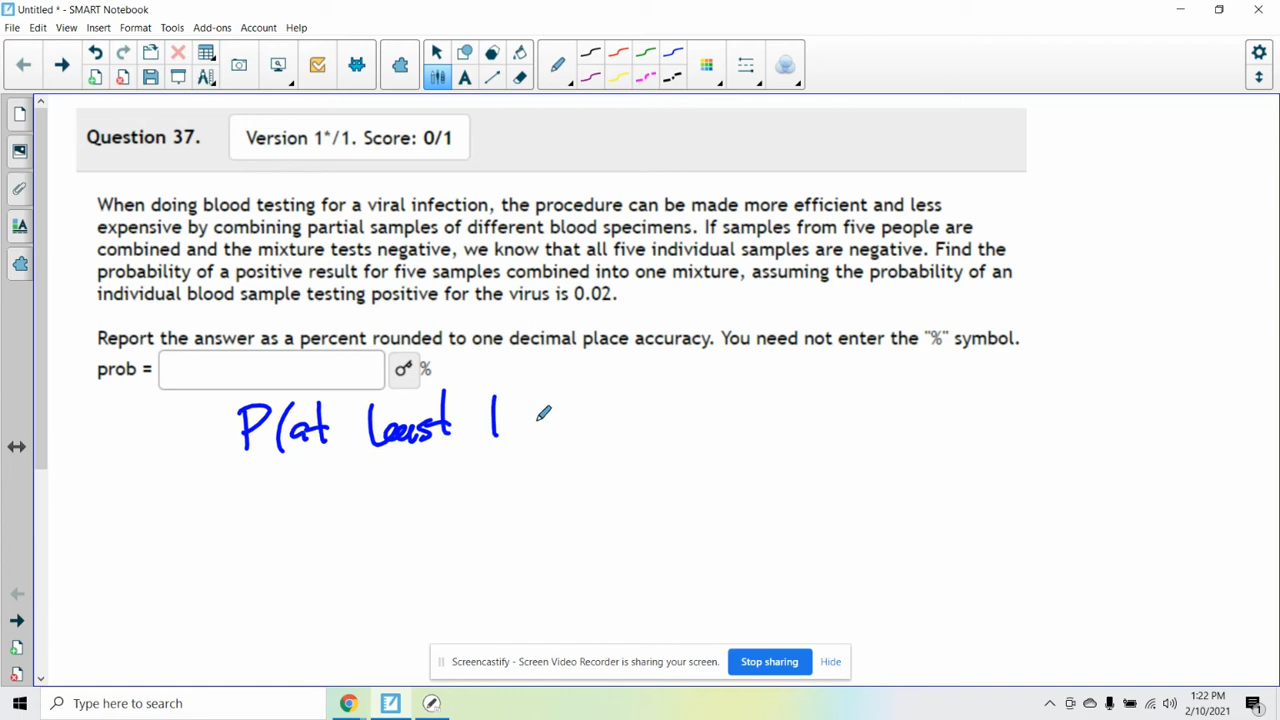 Untitled * - SMART Notebook
File Edit View Insert Format Tools Add-ons Account Help
Question 37. Version 1*/1. Score: 0/1
When doing blood testing for a viral infection, the procedure can be made more efficient and less
expensive by combining partial samples of different blood specimens. If samples from five people are
combined and the mixture tests negative, we know that all five individual samples are negative. Find the
probability of a positive result for five samples combined into one mixture, assuming the probability of an
individual blood sample testing positive for the virus is 0.02.
Report the answer as a percent rounded to one decimal place accuracy. You need not enter the "%" symbol.
prob = %
P(at least 1
Screencastify - Screen Video Recorder is sharing your screen. Stop sharing Hide
Type here to search
1:22 PM
2/10/2021
1